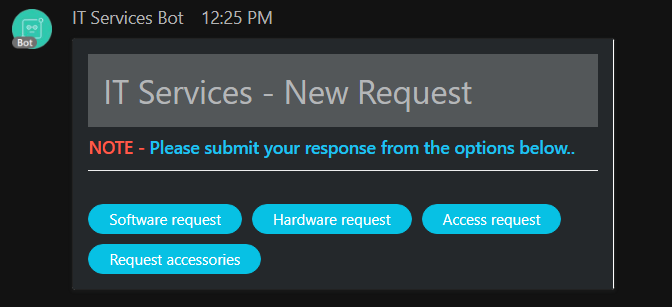 IT Services Bot 12:25 PM
Bot
IT Services - New Request
NOTE - Please submit your response from the options below..
Software request Hardware request Access request
Request accessories